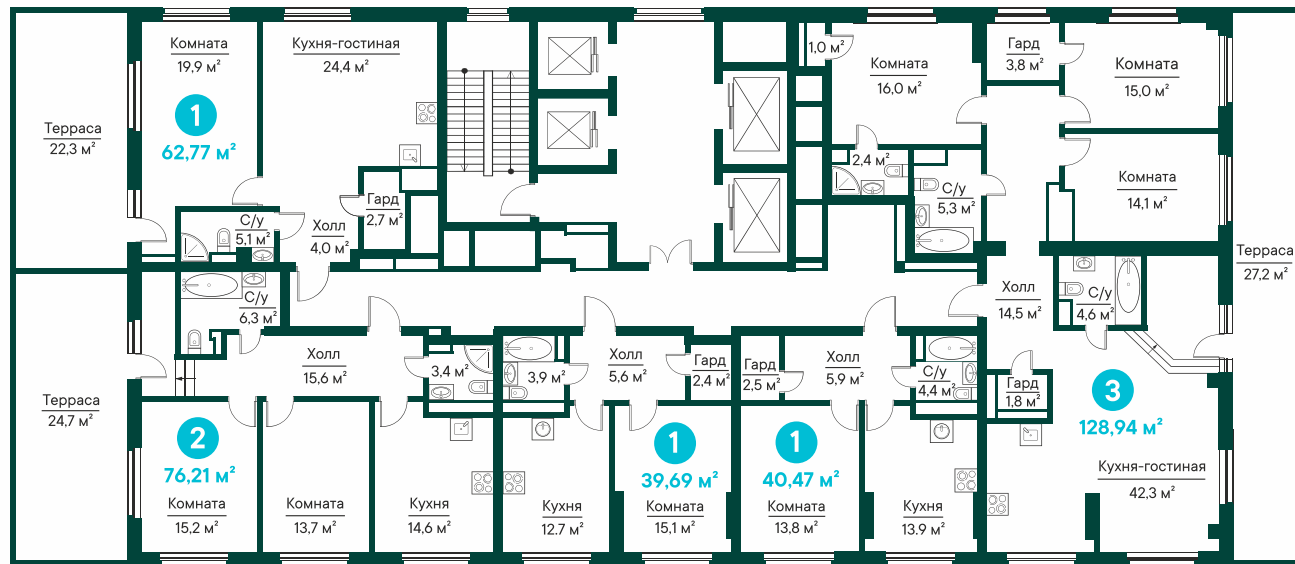 Терраса
22,3 м²
Комната
19,9 м²
1
62,77 м²
Кухня-гостиная
24,4 м²
С/у
5,1 м²
Холл
4,0 м²
Гард
2,7 м²
1,0 м²
Комната
16,0 м²
Гард
3,8 м²
Комната
15,0 м²
2,4 м²
С/у
5,3 м²
Комната
14,1 м²
Терраса
27,2 м²
Холл
14,5 м²
С/у
4,6 м²
Гард
1,8 м²
3
128,94 м²
Кухня-гостиная
42,3 м²
Терраса
24,7 м²
С/у
6,3 м²
Холл
15,6 м²
3,4 м²
2
76,21 м²
Комната
15,2 м²
Комната
13,7 м²
Кухня
14,6 м²
3,9 м²
Холл
5,6 м²
Гард
2,4 м²
Кухня
12,7 м²
1
39,69 м²
Комната
15,1 м²
Гард
2,5 м²
Холл
5,9 м²
С/у
4,4 м²
1
40,47 м²
Комната
13,8 м²
Кухня
13,9 м²